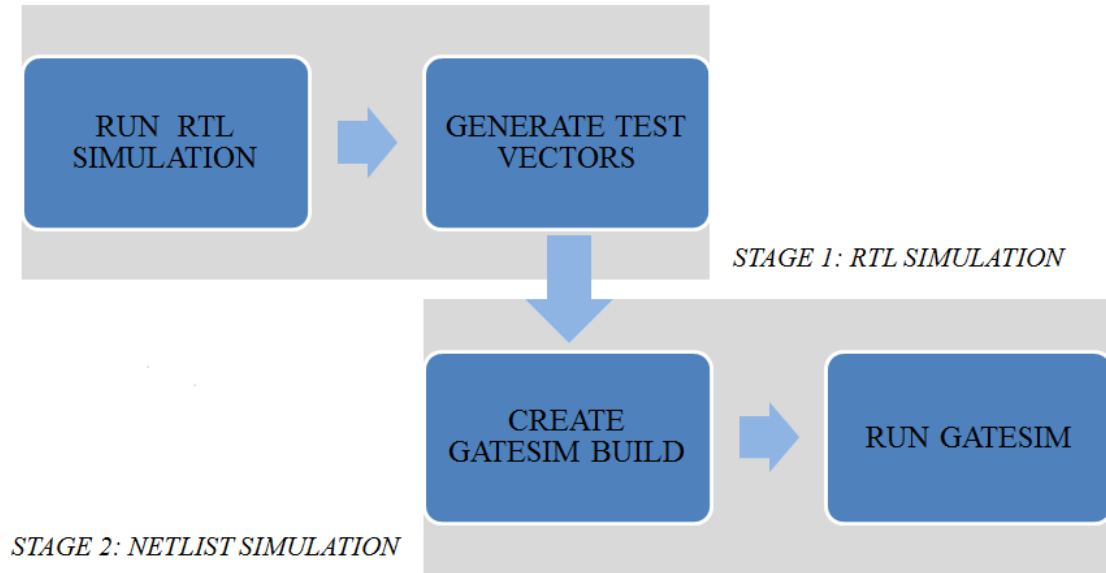 RUN RTL
SIMULATION
GENERATE TEST
VECTORS
STAGE 1: RTL SIMULATION
CREATE
GATESIM BUILD
RUN GATESIM
STAGE 2: NETLIST SIMULATION